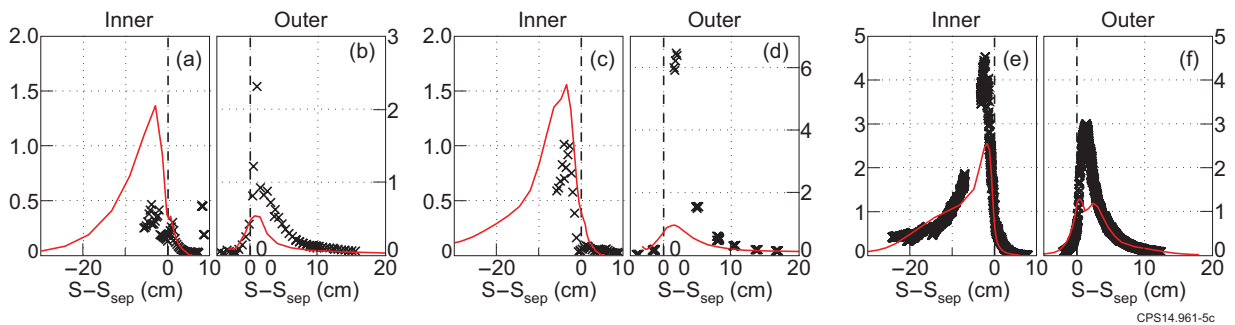 Inner Outer Inner Outer Inner Outer
2.0 (a) (b) 3 2.0 (c) (d) 5 (e) (f) 5
6
4 4
1.5 1.5
2
3 3
1.0 4 1.0
2 2
1
0.5 2 0.5
1 1
0 0 0 0 0 0
−20 0 10 0 10 20 −20 0 10 0 10 20 −20 0 10 0 10 20
S−Ssep (cm) S−Ssep (cm) S−Ssep (cm) S−Ssep (cm) S−Ssep (cm) S−Ssep (cm)
CPS14.961-5c